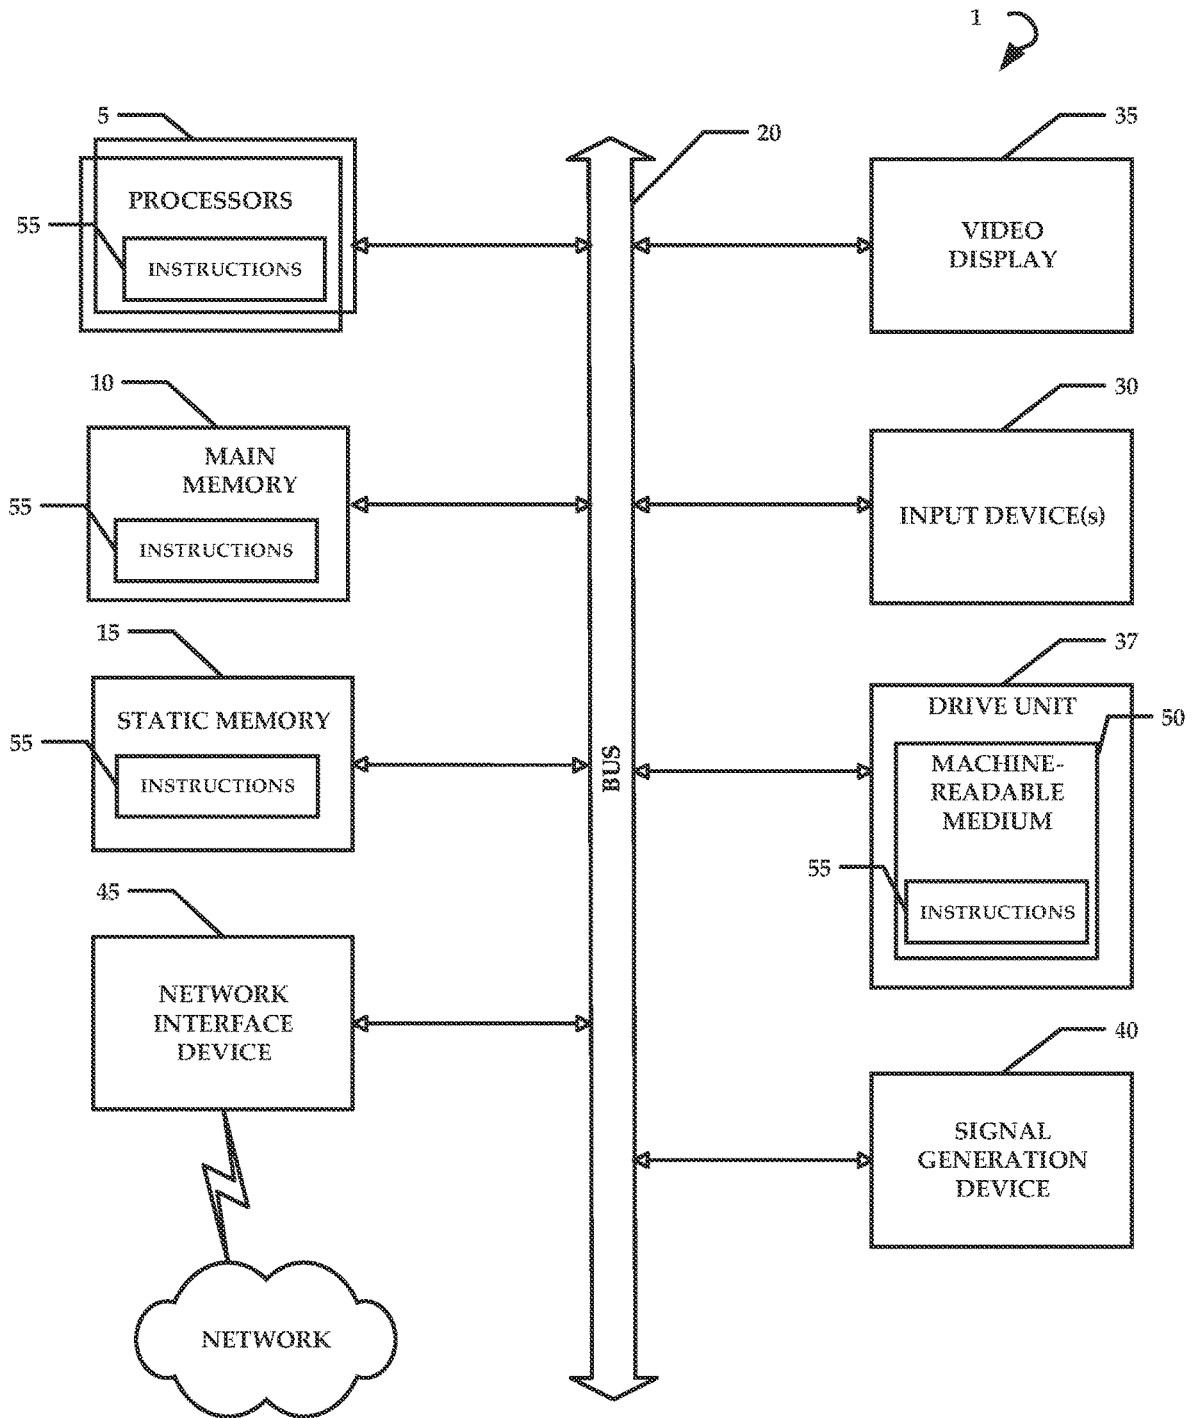 1
5
PROCESSORS
55
INSTRUCTIONS
20
35
VIDEO
DISPLAY
10
MAIN
MEMORY
55
INSTRUCTIONS
30
INPUT DEVICE(s)
15
STATIC MEMORY
55
INSTRUCTIONS
BUS
37
DRIVE UNIT
50
MACHINE-
READABLE
MEDIUM
55
INSTRUCTIONS
45
NETWORK
INTERFACE
DEVICE
40
SIGNAL
GENERATION
DEVICE
NETWORK